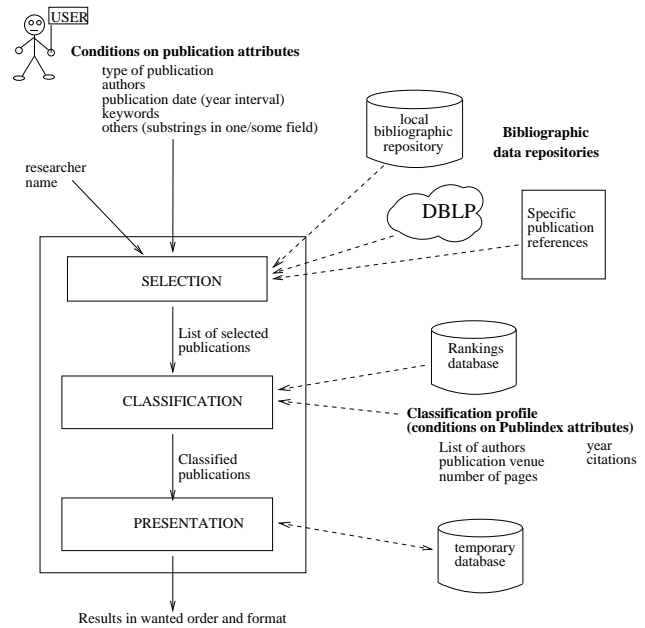 USER
Conditions on publication attributes
type of publication
authors
publication date (year interval)
keywords
others (substrings in one/some field)
researcher
name
local
bibliographic
repository
Bibliographic
data repositories
DBLP
Specific
publication
references
SELECTION
List of selected
publications
Rankings
database
CLASSIFICATION
Classification profile
(conditions on Publindex attributes)
List of authors
publication venue
number of pages
year
citations
Classified
publications
PRESENTATION
temporary
database
Results in wanted order and format